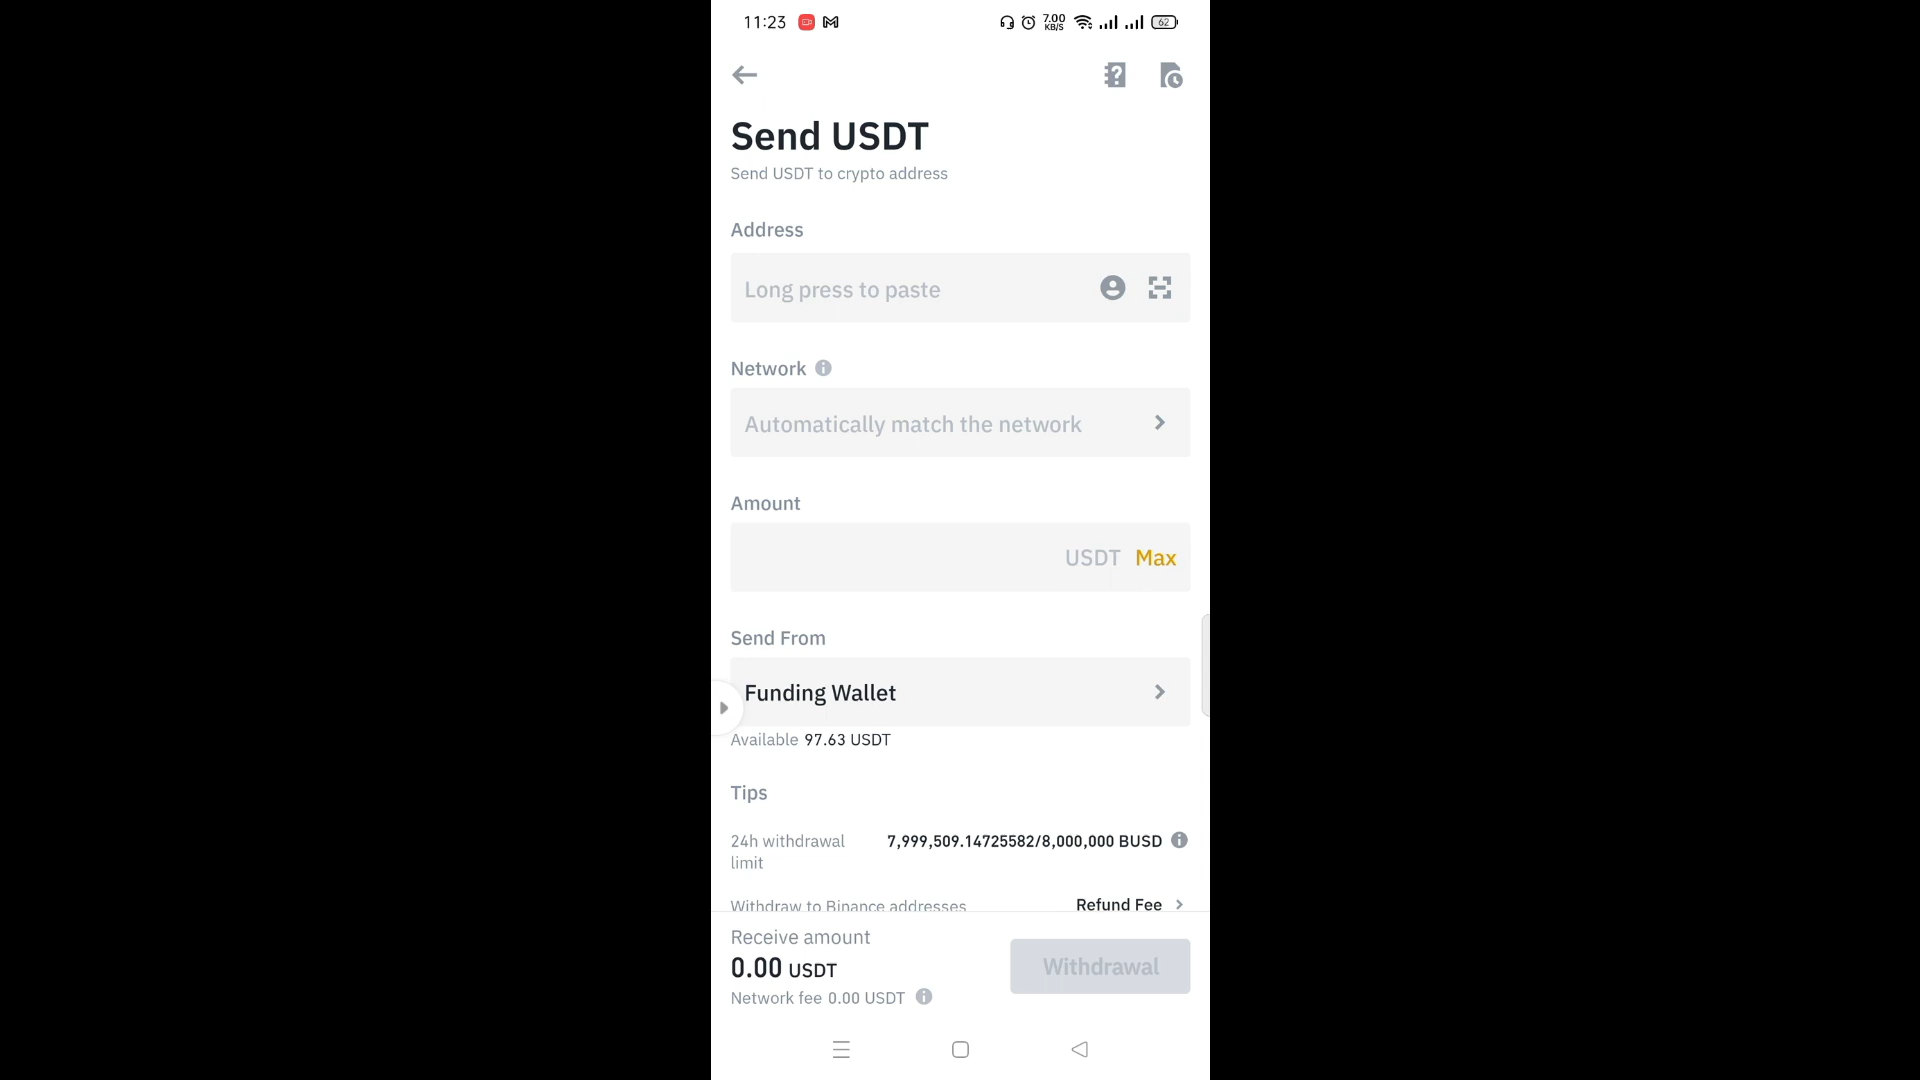 11:23
7.00
KB/S
62
Send USDT
Send USDT to crypto address
Address
Long press to paste
Network
Automatically match the network
Amount
USDT Max
Send From
Funding Wallet
Available 97.63 USDT
Tips
24h withdrawal limit
7,999,509.14725582/8,000,000 BUSD
Withdraw to Binance addresses
Refund Fee
Receive amount
0.00 USDT
Network fee 0.00 USDT
Withdrawal